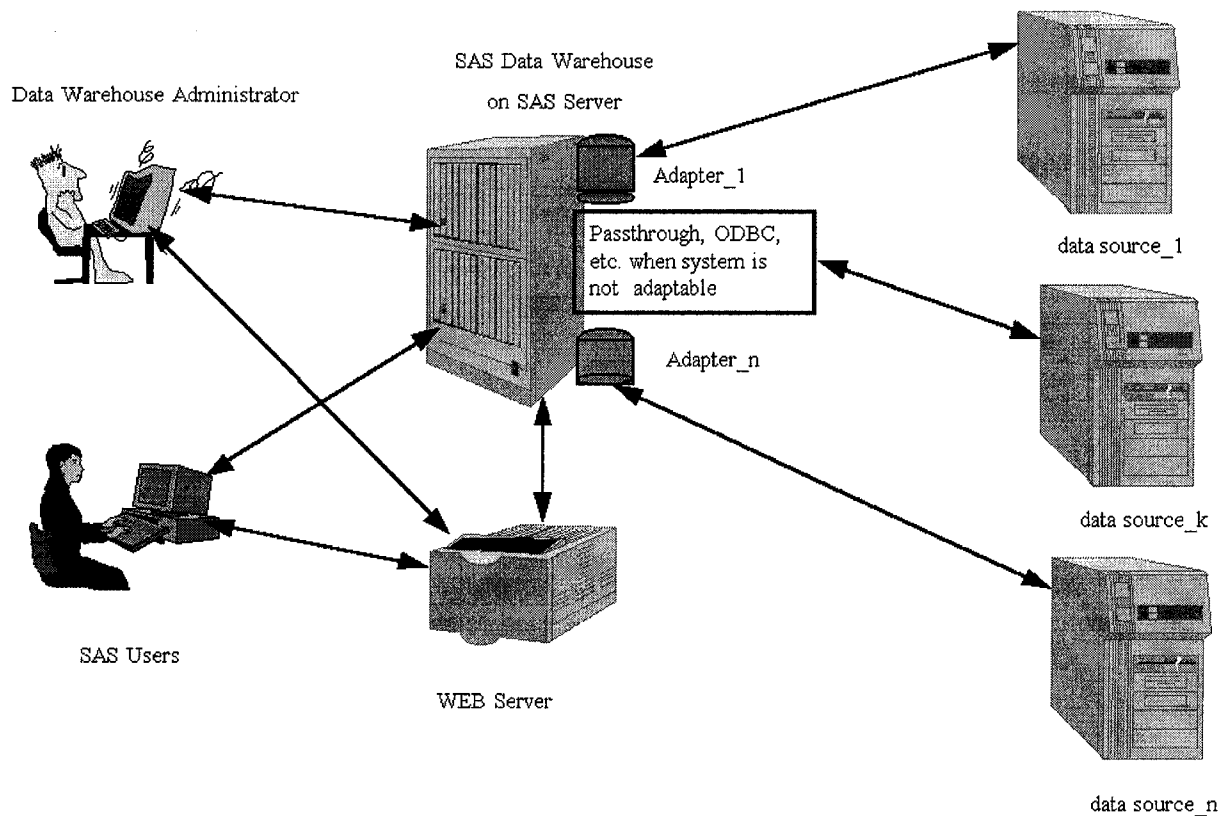 SAS Data Warehouse
on SAS Server
Data Warehouse Administrator
Adapter_1
Passthrough, ODBC,
etc. when system is
not adaptable
data source_1
Adapter_n
data source_k
SAS Users
WEB Server
data source_n